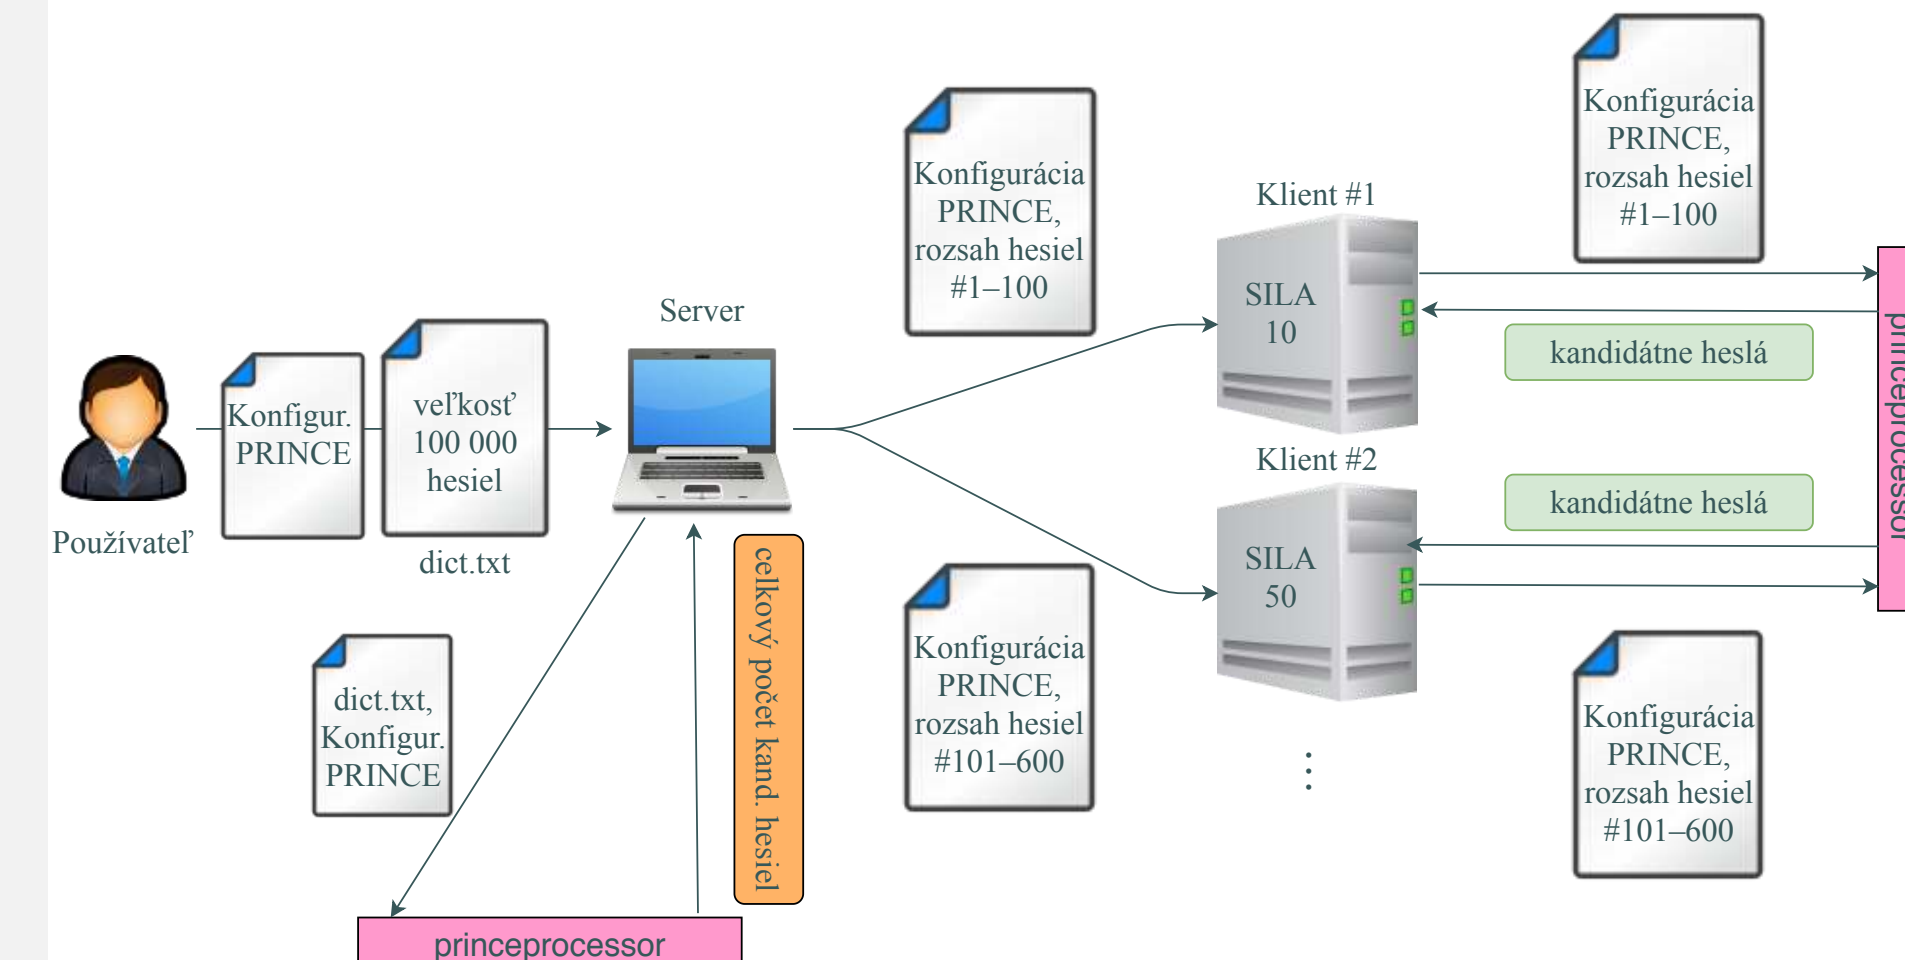 Používateľ
Konfigur.
PRINCE
veľkosť
100 000
hesiel
dict.txt
Server
dict.txt,
Konfigur.
PRINCE
celkový počet kand. hesiel
princeprocessor
Konfigurácia
PRINCE,
rozsah hesiel
#1–100
Konfigurácia
PRINCE,
rozsah hesiel
#101–600
Klient #1
SILA
10
Klient #2
SILA
50
⋮
Konfigurácia
PRINCE,
rozsah hesiel
#1–100
kandidátne heslá
kandidátne heslá
princeprocessor
Konfigurácia
PRINCE,
rozsah hesiel
#101–600